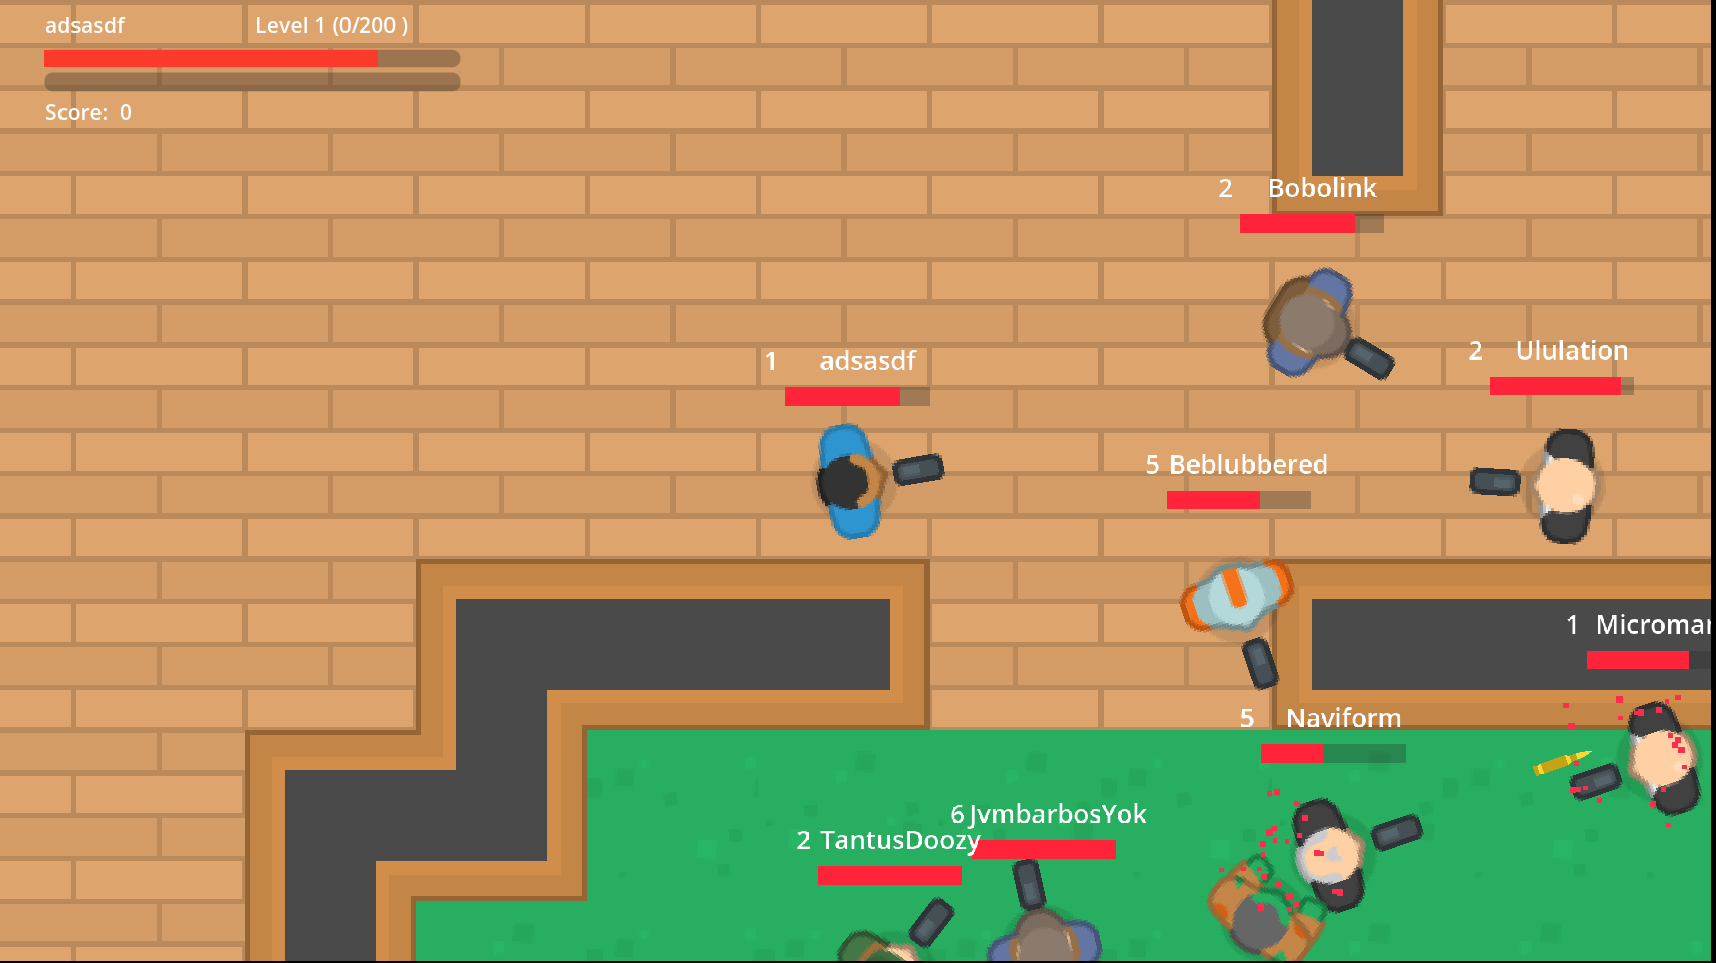 adsasdf Level 1 (0/200 )
Score: 0
2 Bobolink
2 Ululation
1 adsasdf
5 Beblubbered
1 Micromar
5 Naviform
6 JvmbarbosYok
2 TantusDoozy